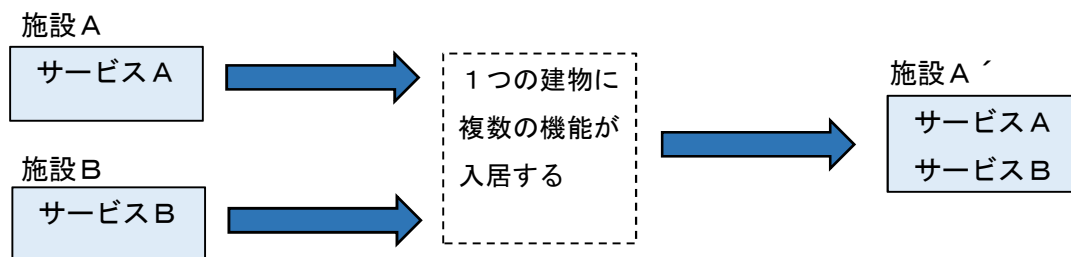 施設Ａ
サービスＡ
施設Ｂ
サービスＢ
１つの建物に
複数の機能が
入居する
施設Ａ´
サービスＡ
サービスＢ